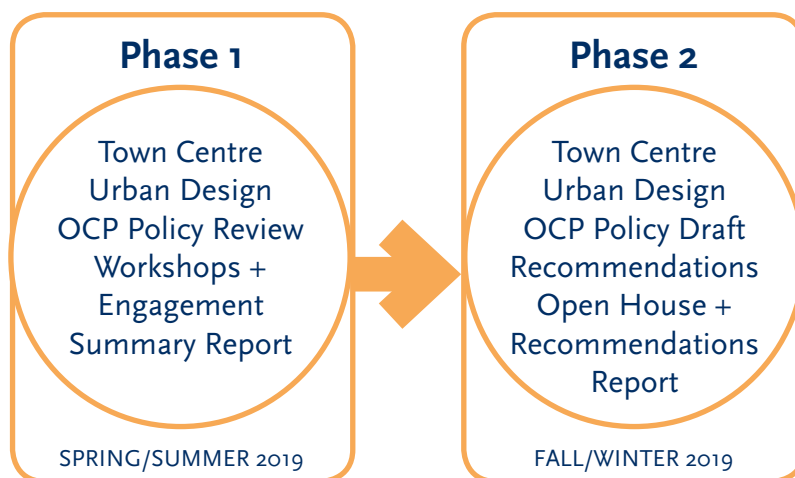 Phase 1
Town Centre
Urban Design
OCP Policy Review
Workshops +
Engagement
Summary Report
SPRING/SUMMER 2019
Phase 2
Town Centre
Urban Design
OCP Policy Draft
Recommendations
Open House +
Recommendations
Report
FALL/WINTER 2019